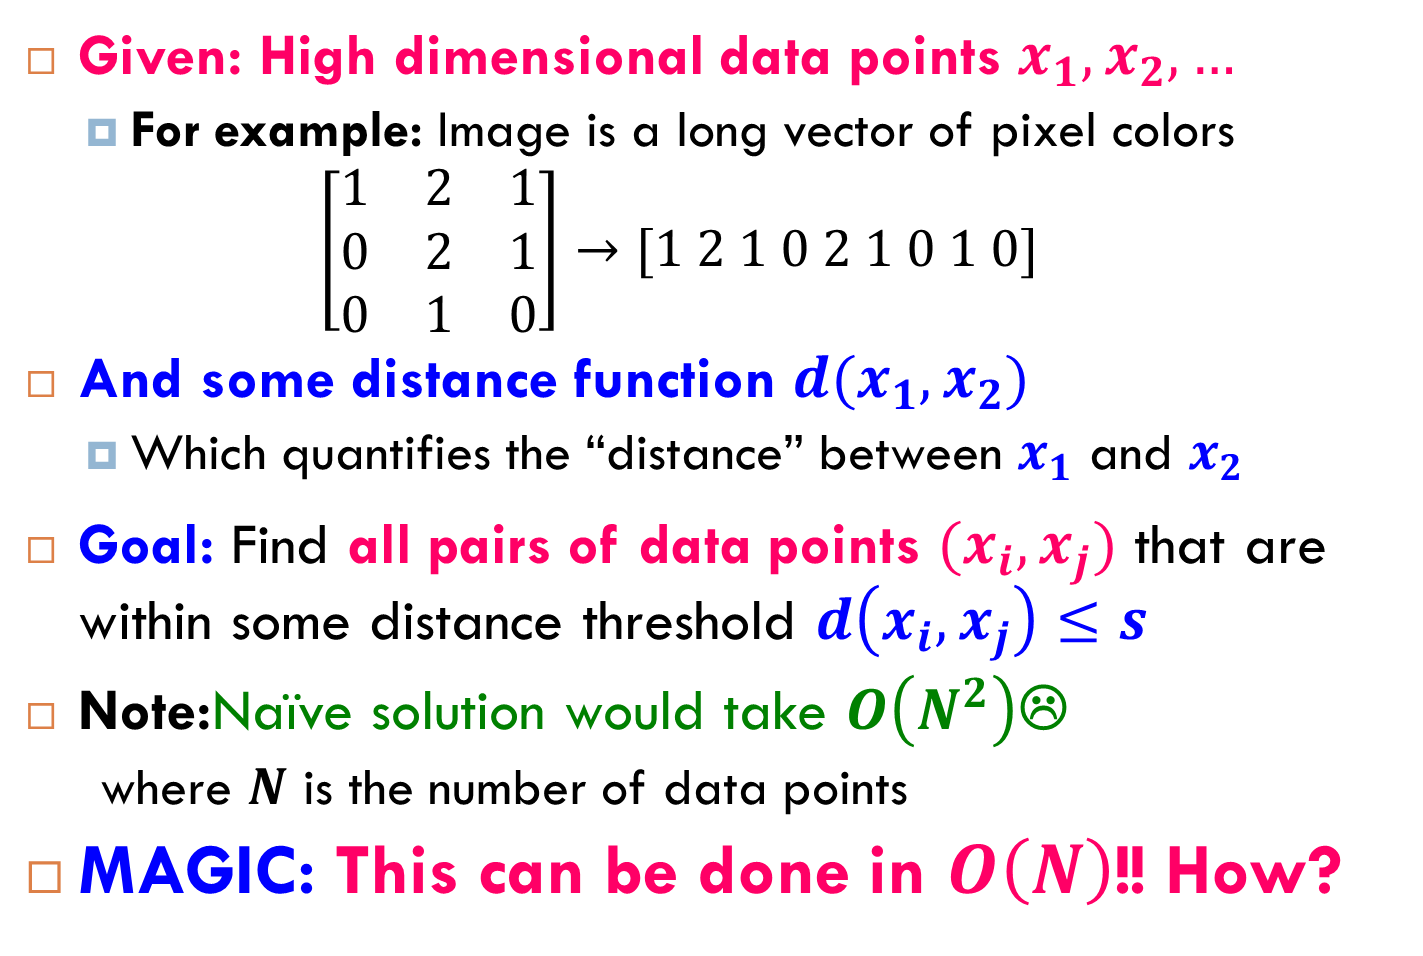 Given: High dimensional data points x₁, x₂, …
For example: Image is a long vector of pixel colors
[1 2 1
0 2 1
0 1 0] → [1 2 1 0 2 1 0 1 0]
And some distance function d(x₁, x₂)
Which quantifies the “distance” between x₁ and x₂
Goal: Find all pairs of data points (xᵢ, xⱼ) that are
within some distance threshold d(xᵢ, xⱼ) ≤ s
Note:Naïve solution would take O(N²)☹
where N is the number of data points
MAGIC: This can be done in O(N)!! How?